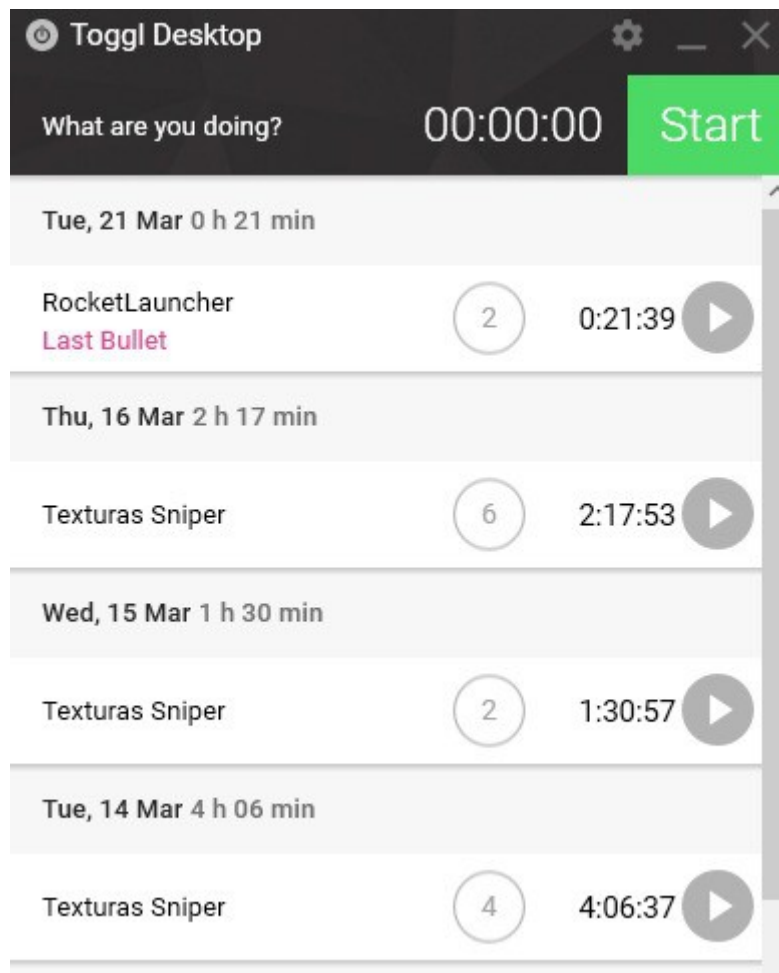 Toggl Desktop
What are you doing? 00:00:00 Start
Tue, 21 Mar 0 h 21 min
RocketLauncher
Last Bullet
2 0:21:39
Thu, 16 Mar 2 h 17 min
Texturas Sniper 6 2:17:53
Wed, 15 Mar 1 h 30 min
Texturas Sniper 2 1:30:57
Tue, 14 Mar 4 h 06 min
Texturas Sniper 4 4:06:37